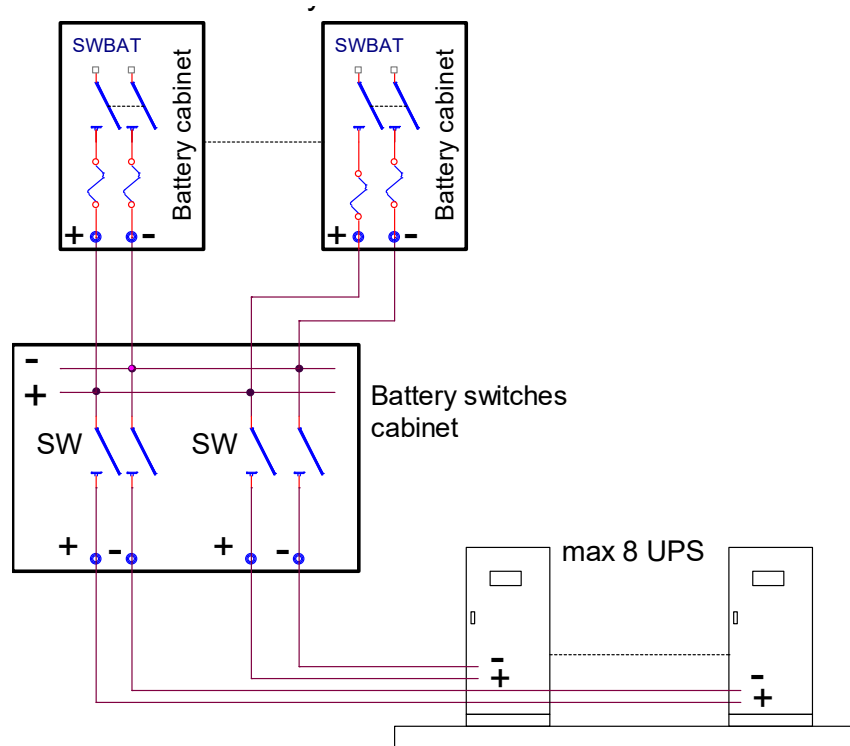 SWBAT
Battery cabinet
+ -
SWBAT
Battery cabinet
+ -
-
+
SW
SW
+ -
+ -
Battery switches
cabinet
max 8 UPS
-
+
-
+